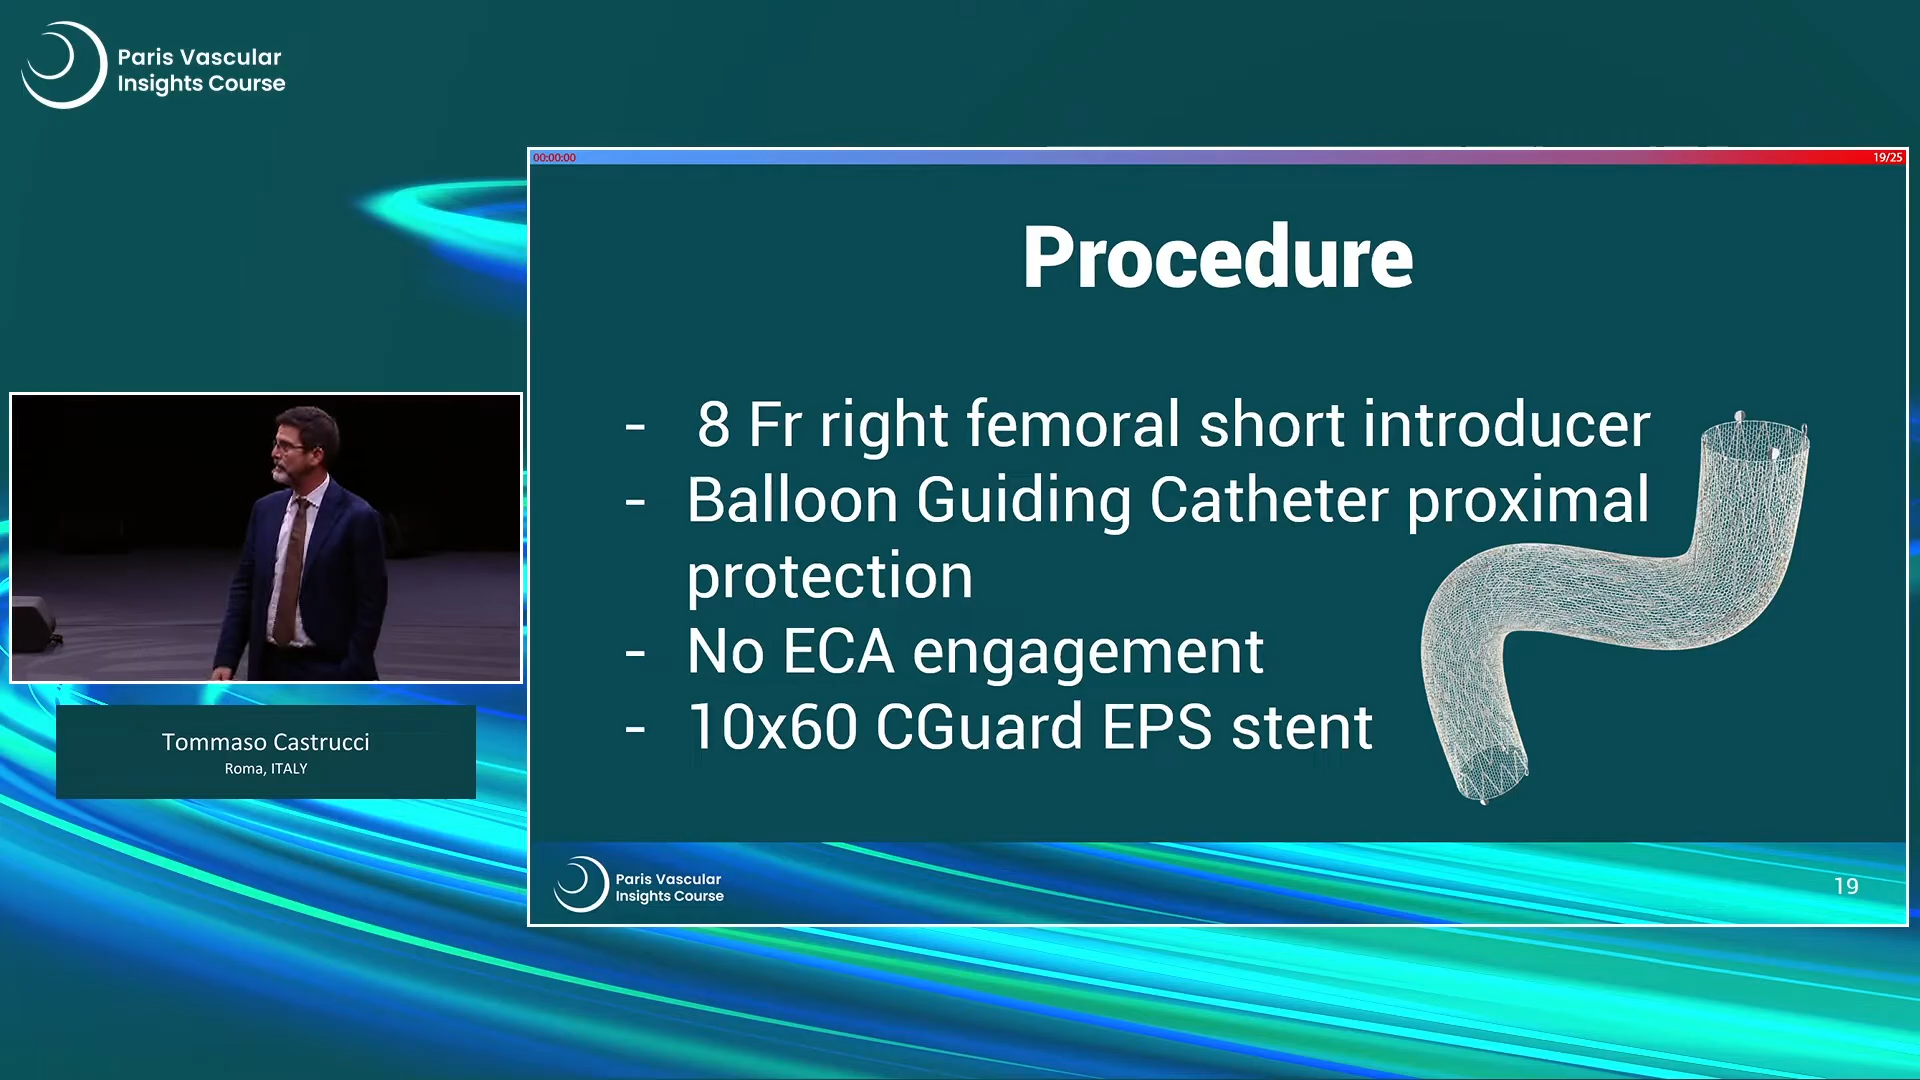 Paris Vascular
Insights Course
00:00:00
19/25
Procedure
- 8 Fr right femoral short introducer
- Balloon Guiding Catheter proximal
protection
- No ECA engagement
- 10x60 CGuard EPS stent
Tommaso Castrucci
Roma, ITALY
Paris Vascular
Insights Course
19